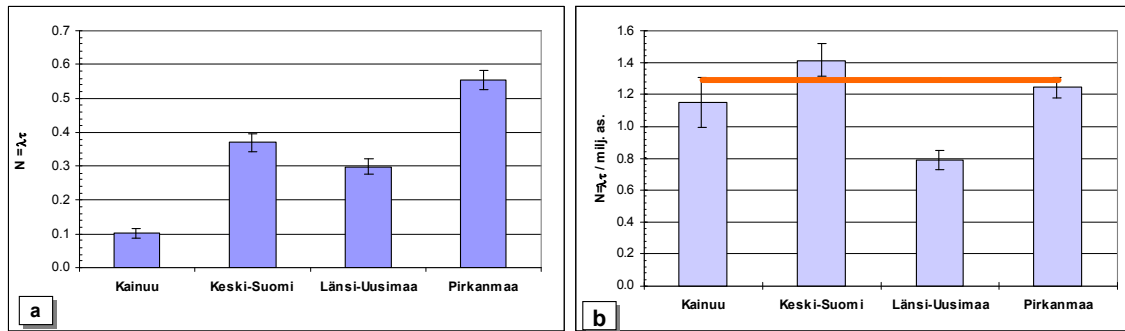 0.7
0.6
0.5
0.4
0.3
0.2
0.1
0.0
N = λτ
Kainuu Keski-Suomi Länsi-Uusimaa Pirkanmaa
a
1.6
1.4
1.2
1.0
0.8
0.6
0.4
0.2
0.0
N=λτ / milj. as.
Kainuu Keski-Suomi Länsi-Uusimaa Pirkanmaa
b